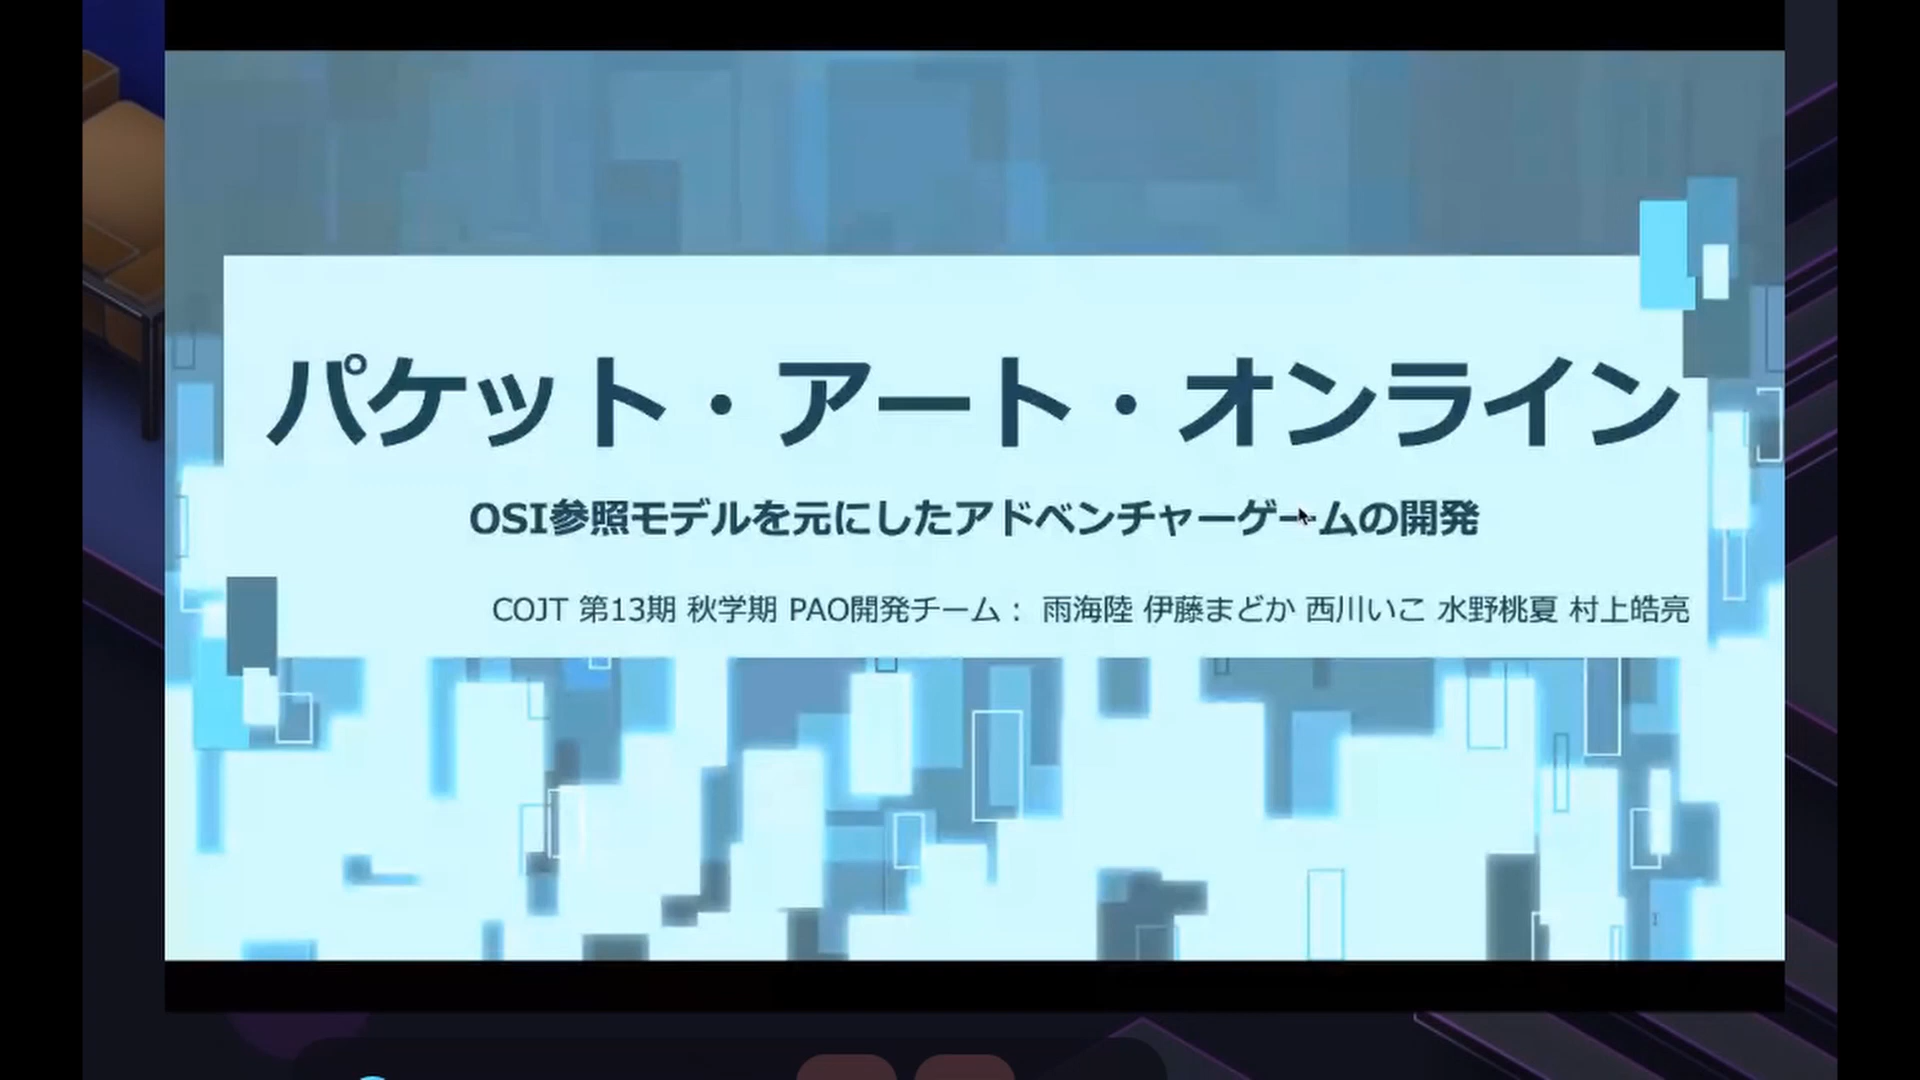 パケット・アート・オンライン
OSI参照モデルを元にしたアドベンチャーゲームの開発
COJT 第13期 秋学期 PAO開発チーム： 雨海陸 伊藤まどか 西川いこ 水野桃夏 村上皓亮